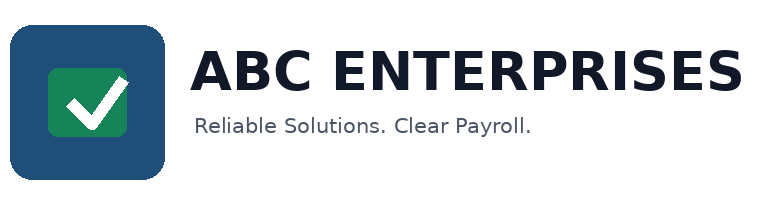 ABC ENTERPRISES
Reliable Solutions. Clear Payroll.